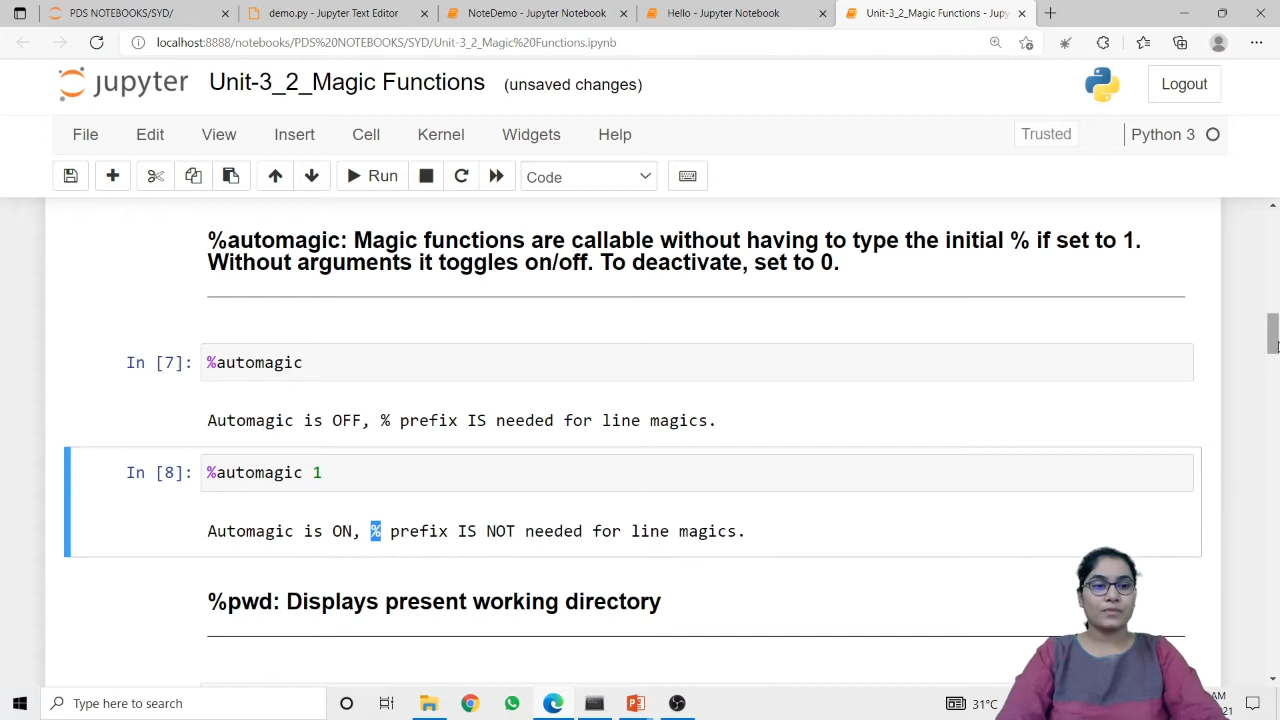 PDS NOTEBOOKS/SYD/
demo.py - Jupyter Text Editor
NoteDemo - Jupyter Notebook
Hello - Jupyter Notebook
Unit-3_2_Magic Functions - Jupy
localhost:8888/notebooks/PDS%20NOTEBOOKS/SYD/Unit-3_2_Magic%20Functions.ipynb
jupyter Unit-3_2_Magic Functions (unsaved changes)
Logout
File Edit View Insert Cell Kernel Widgets Help
Trusted Python 3
Run Code
%automagic: Magic functions are callable without having to type the initial % if set to 1.
Without arguments it toggles on/off. To deactivate, set to 0.
In [7]: %automagic
Automagic is OFF, % prefix IS needed for line magics.
In [8]: %automagic 1
Automagic is ON, % prefix IS NOT needed for line magics.
%pwd: Displays present working directory
Type here to search
31°C